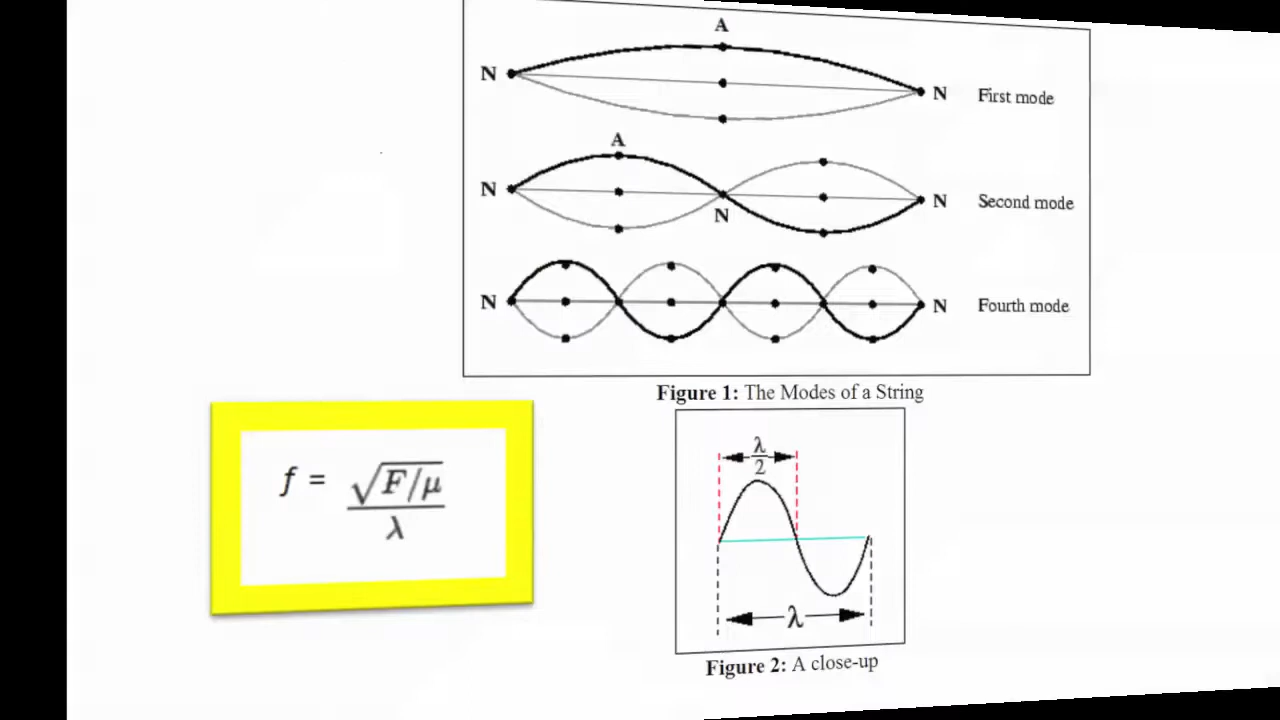 A
N
N First mode
A
N
N
N Second mode
N
N Fourth mode
Figure 1: The Modes of a String
f = √F/μ
λ
λ
2
λ
Figure 2: A close-up